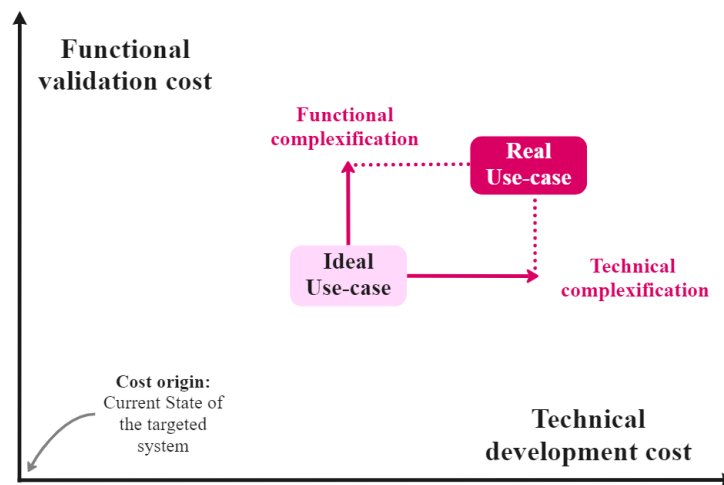 Functional
validation cost
Functional
complexification
Real
Use-case
Ideal
Use-case
Technical
complexification
Cost origin:
Current State of
the targeted
system
Technical
development cost